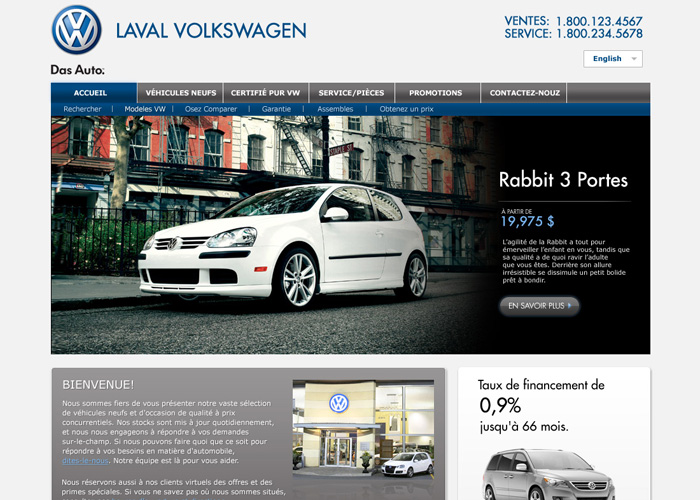 LAVAL VOLKSWAGEN
VENTES: 1.800.123.4567
SERVICE: 1.800.234.5678
English
Das Auto.
ACCUEIL VÉHICULES NEUFS CERTIFIÉ PUR VW SERVICE/PIÈCES PROMOTIONS CONTACTEZ-NOUZ
Rechercher | Modeles VW | Osez Comparer | Garantie | Assembles | Obtenez un prix
STAPLE ST
Rabbit 3 Portes
À PARTIR DE
19,975 $
L'agilité de la Rabbit a tout pour
émerveiller l'enfant en vous, tandis que
sa qualité a de quoi ravir l'adulte
que vous êtes. Derrière son allure
irrésistible se dissimule un petit bolide
prêt à bondir.
EN SAVOIR PLUS
BIENVENUE!
Nous sommes fiers de vous présenter notre vaste sélection
de véhicules neufs et d'occasion de qualité à prix
concurrentiels. Nos stocks sont mis à jour quotidiennement,
et nous nous engageons à répondre à vos demandes
sur-le-champ. Si nous pouvons faire quoi que ce soit pour
répondre à vos besoins en matière d'automobile,
dites-le-nous. Notre équipe est là pour vous aider.
Nous réservons aussi à nos clients virtuels des offres et des
primes spéciales. Si vous ne savez pas où nous sommes situés,
Taux de financement de
0,9%
jusqu'à 66 mois.